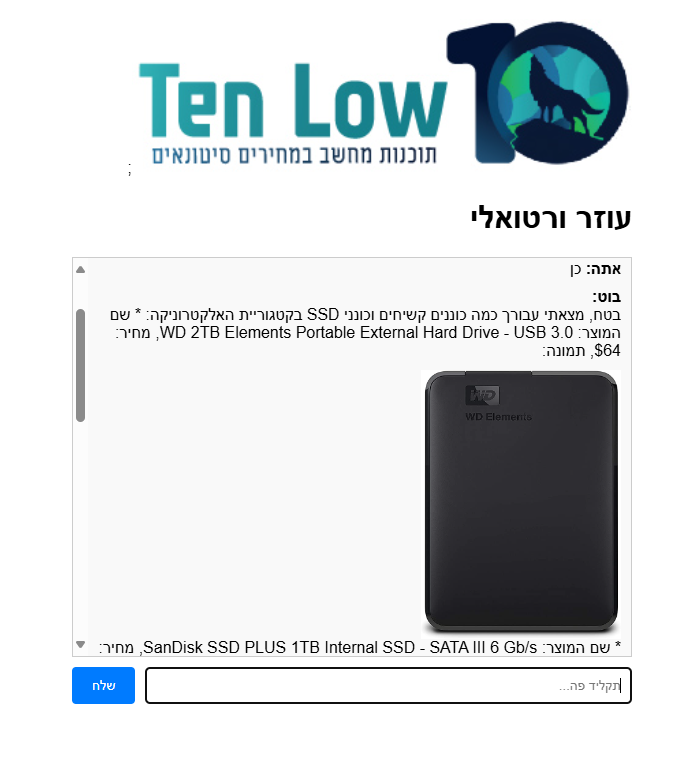 Ten Low 10
תוכנות מחשב במחירים סיטונאים
;
עוזר ורטואלי
אתה: כן
בוט:
בטח, מצאתי עבורך כמה כוננים קשיחים וכונני SSD בקטגוריית האלקטרוניקה: * שם
המוצר: WD 2TB Elements Portable External Hard Drive - USB 3.0, מחיר:
$64, תמונה:
WD
WD Elements
* שם המוצר: SanDisk SSD PLUS 1TB Internal SSD - SATA III 6 Gb/s, מחיר:
תקליד פה...
שלח